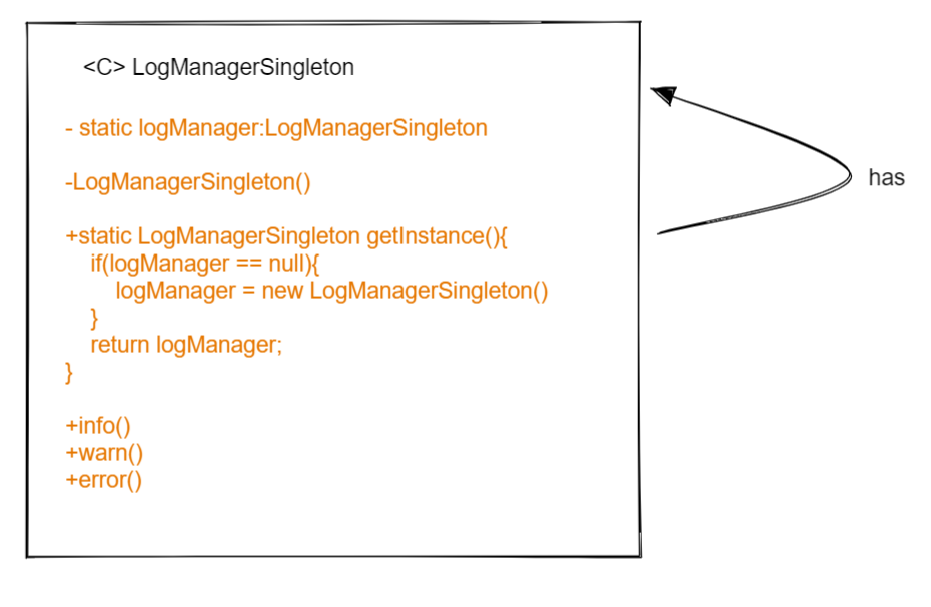 <C> LogManagerSingleton
- static logManager:LogManagerSingleton
-LogManagerSingleton()
+static LogManagerSingleton getInstance(){
if(logManager == null){
logManager = new LogManagerSingleton()
}
return logManager;
}
+info()
+warn()
+error()
has